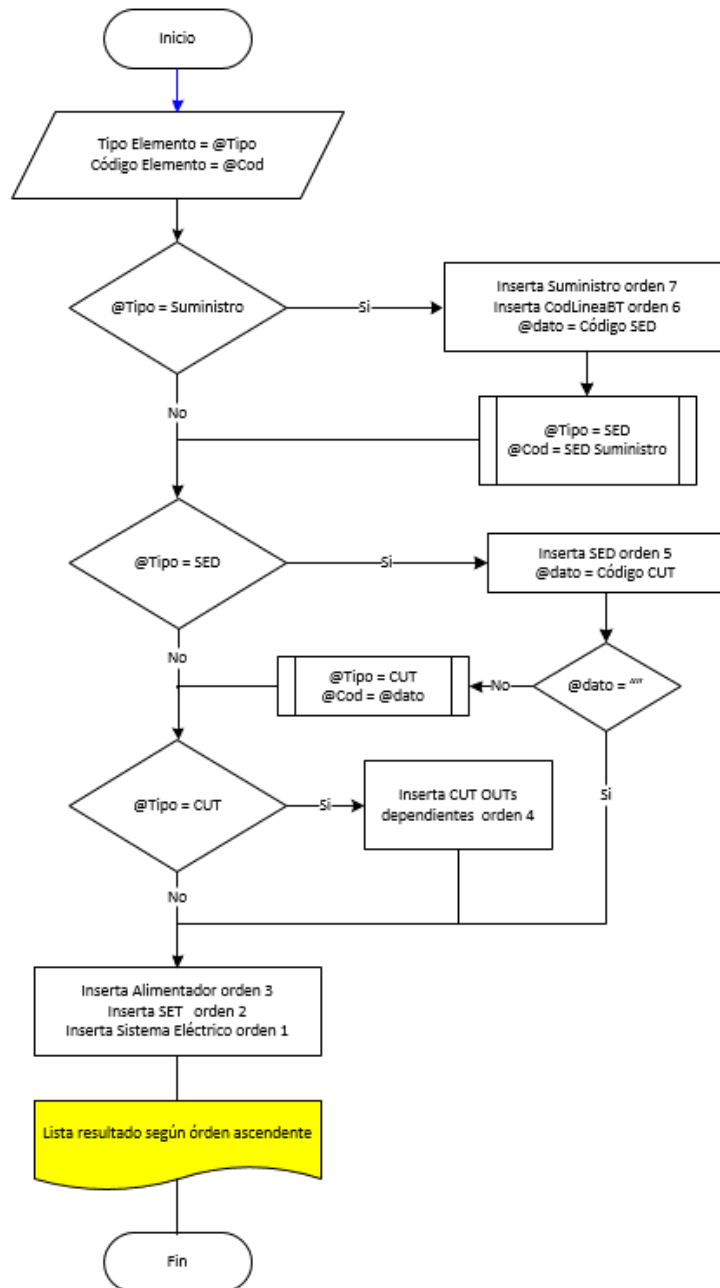 Inicio
Tipo Elemento = @Tipo
Código Elemento = @Cod
@Tipo = Suministro
Si
Inserta Suministro orden 7
Inserta CodLineaBT orden 6
@dato = Código SED
No
@Tipo = SED
@Cod = SED Suministro
@Tipo = SED
Si
Inserta SED orden 5
@dato = Código CUT
No
@Tipo = CUT
@Cod = @dato
No
@dato = “”
@Tipo = CUT
Si
Inserta CUT OUTs
dependientes orden 4
Si
No
Inserta Alimentador orden 3
Inserta SET orden 2
Inserta Sistema Eléctrico orden 1
Lista resultado según órden ascendente
Fin